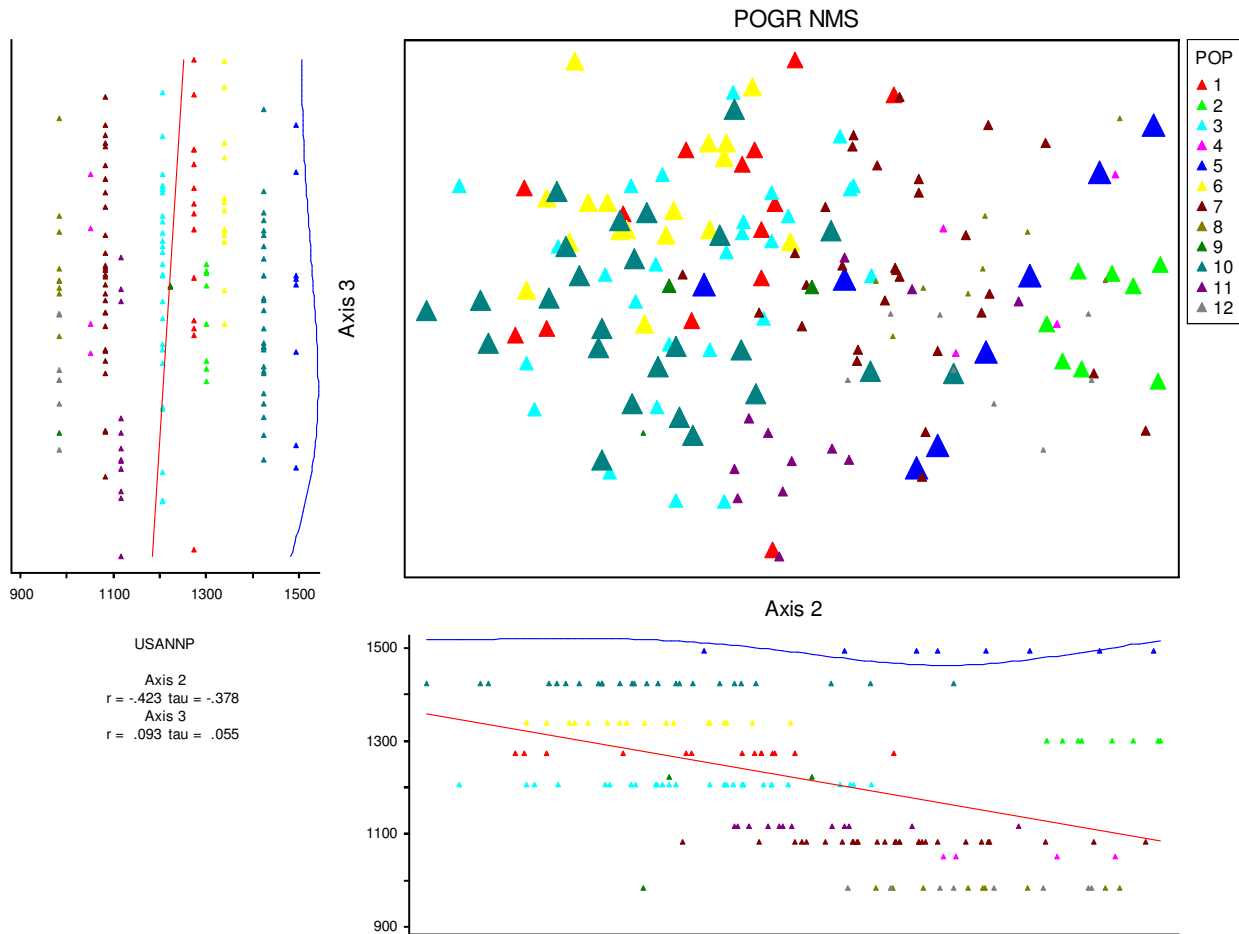 POGR NMS
Axis 3
Axis 2
POP
1
2
3
4
5
6
7
8
9
10
11
12
900
1100
1300
1500
USANNP
Axis 2
r = -.423 tau = -.378
Axis 3
r = .093 tau = .055
1500
1300
1100
900